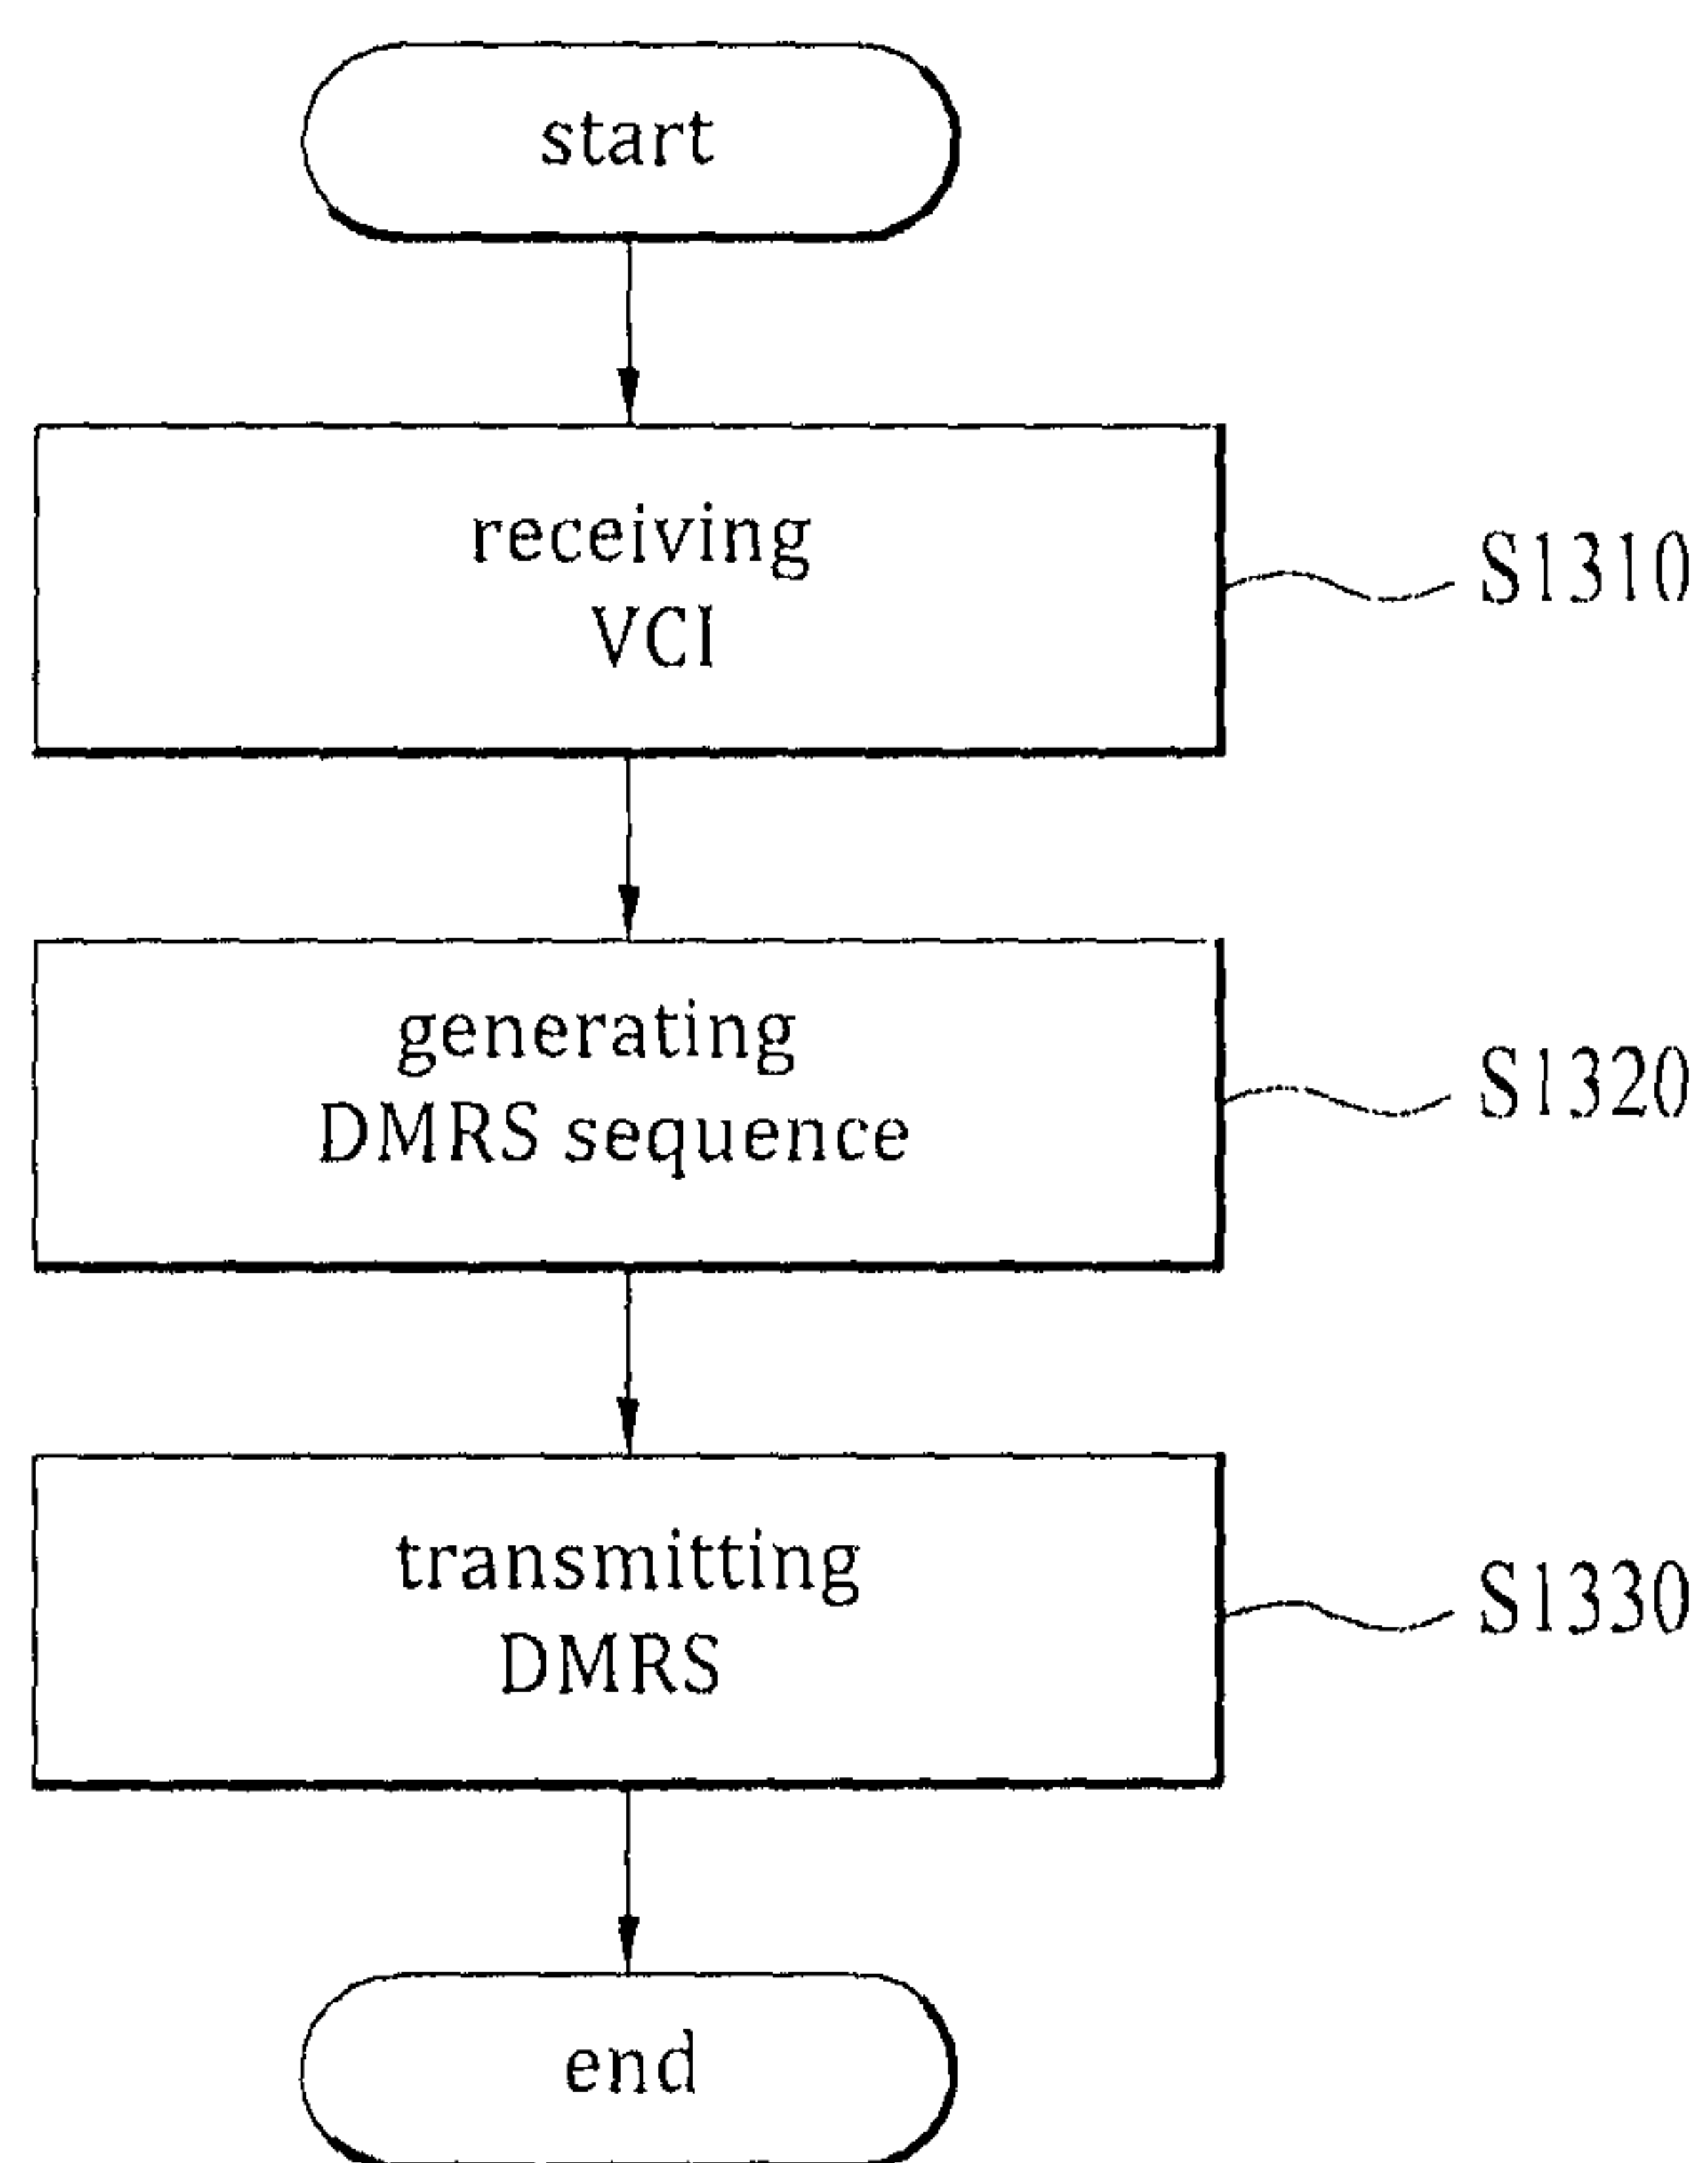 start
receiving
VCI
S1310
generating
DMRS sequence
S1320
transmitting
DMRS
S1330
end